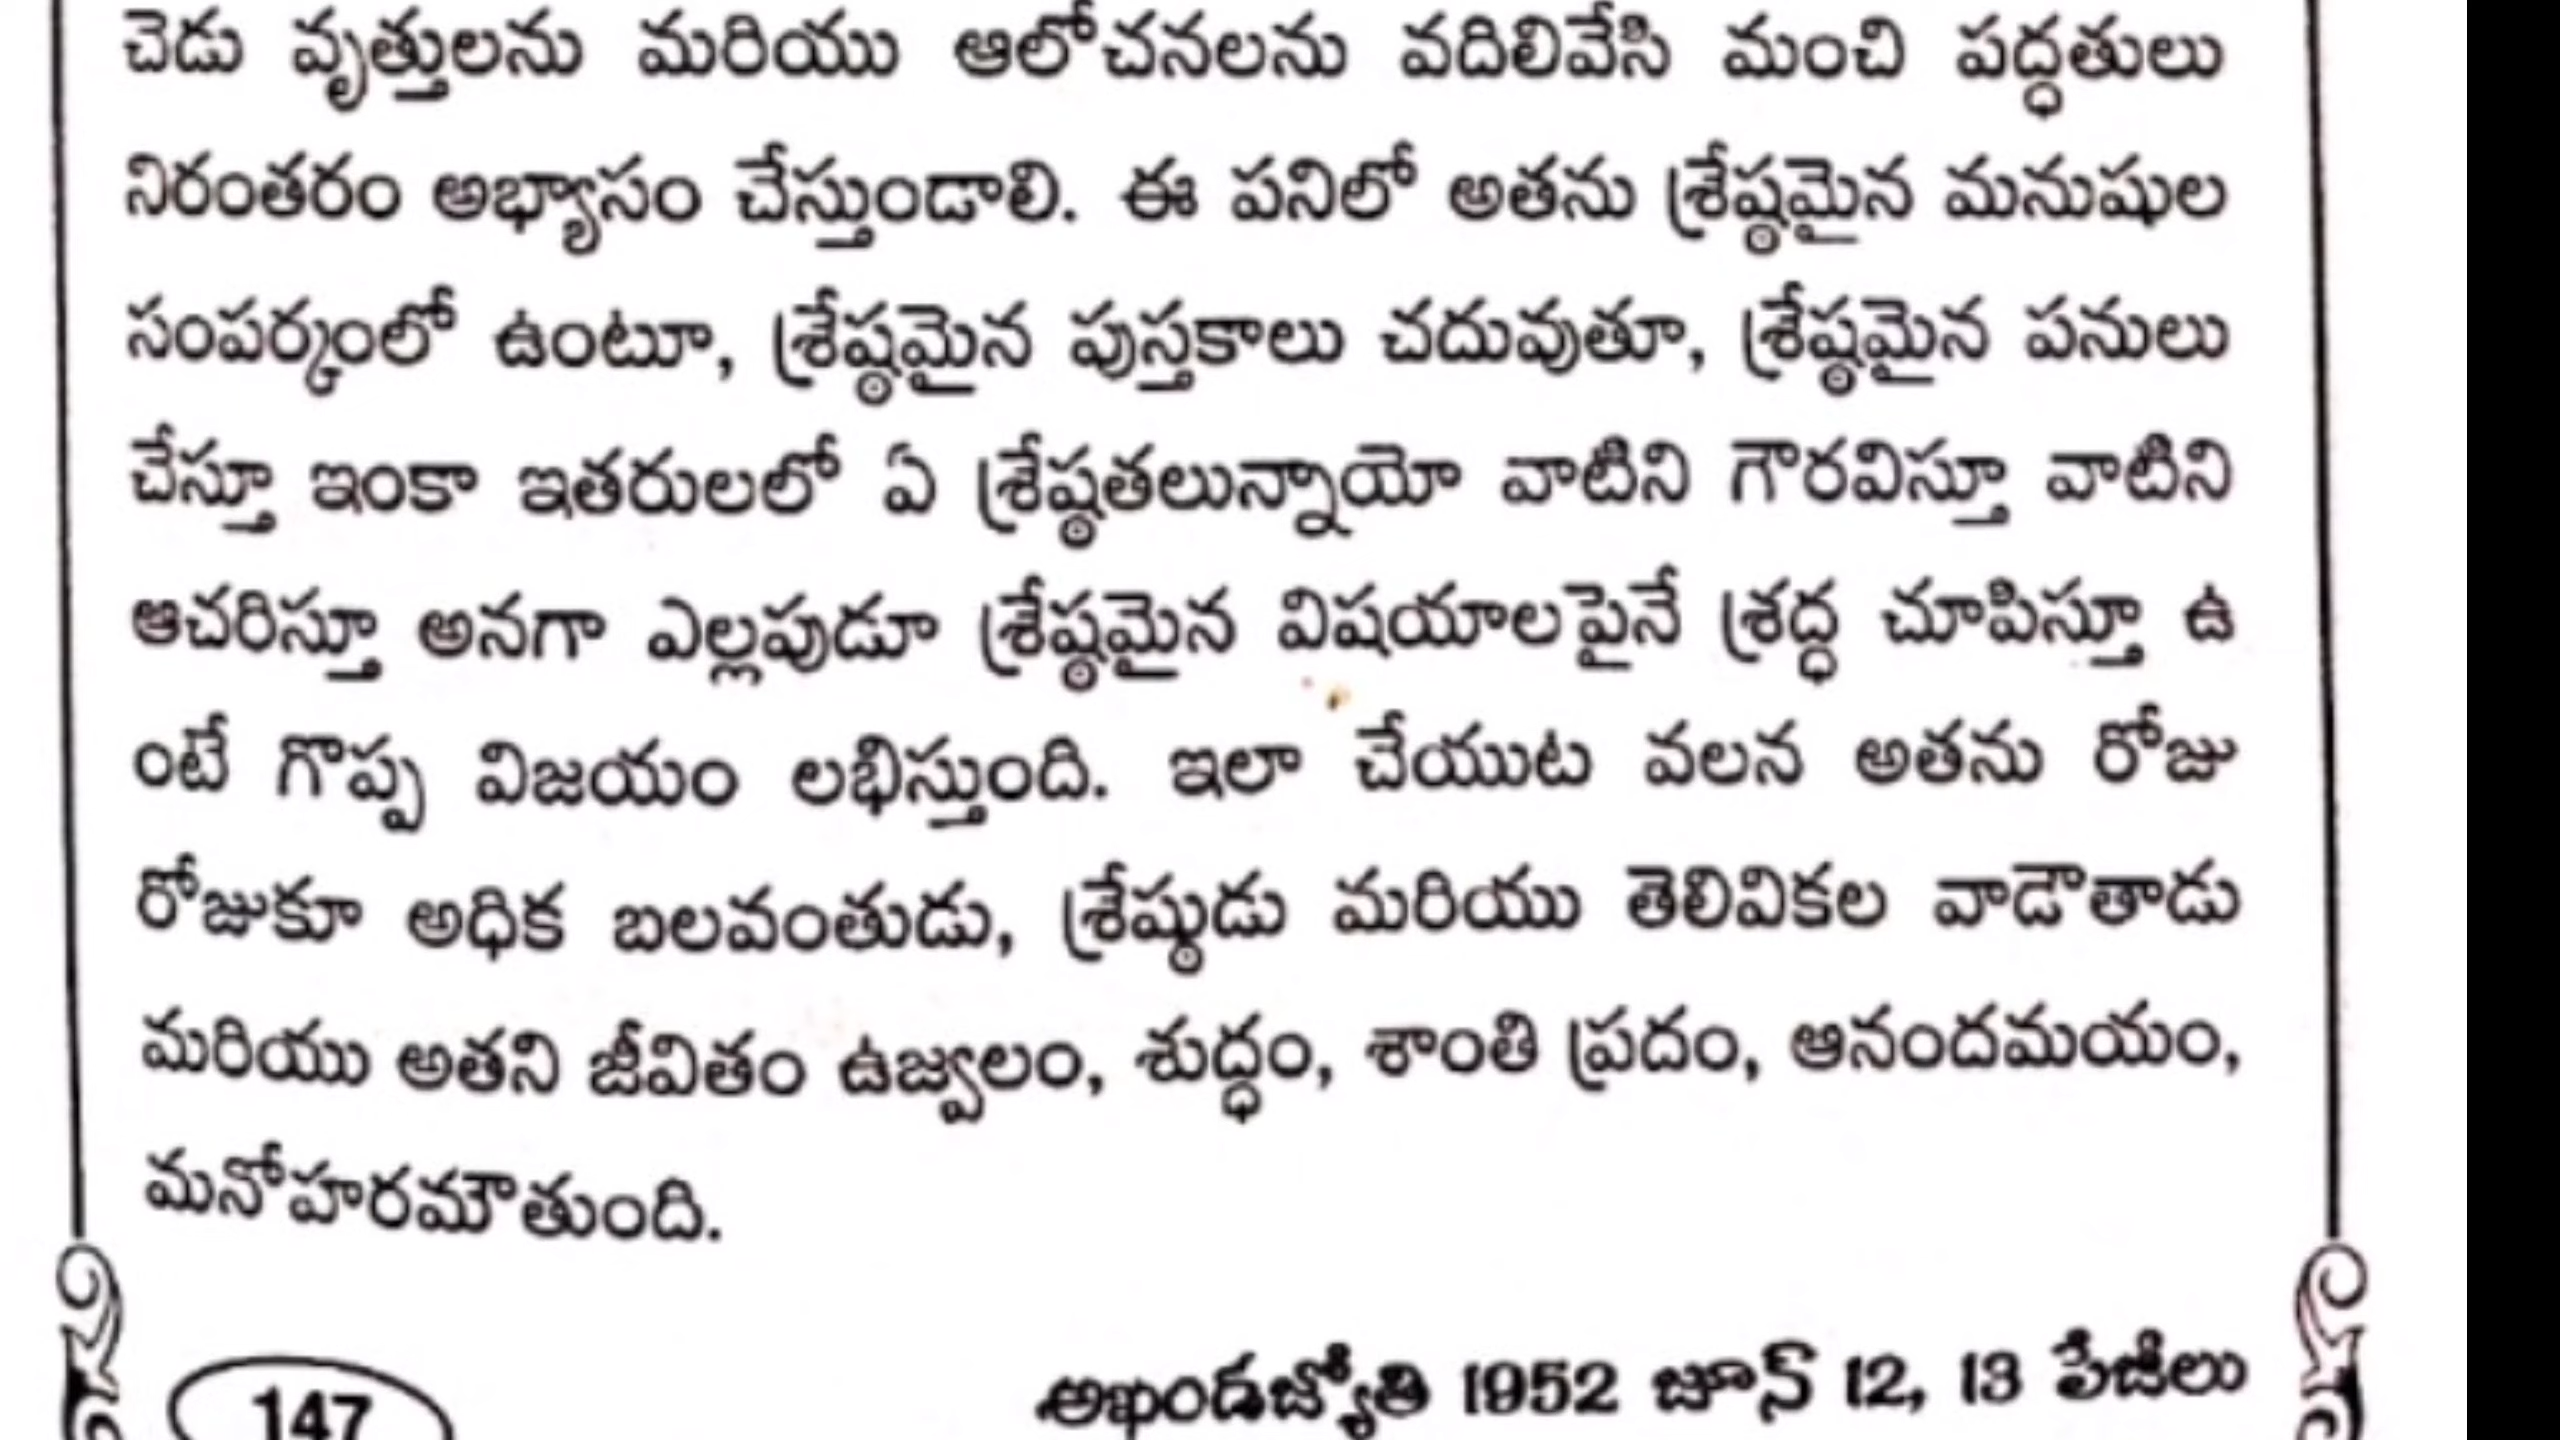 చెడు వృత్తులను మరియు ఆలోచనలను వదిలివేసి మంచి పద్ధతులు
నిరంతరం అభ్యాసం చేస్తుండాలి. ఈ పనిలో అతను శ్రేష్ఠమైన మనుషుల
సంపర్కంలో ఉంటూ, శ్రేష్ఠమైన పుస్తకాలు చదువుతూ, శ్రేష్ఠమైన పనులు
చేస్తూ ఇంకా ఇతరులలో ఏ శ్రేష్ఠతలున్నాయో వాటిని గౌరవిస్తూ వాటిని
ఆచరిస్తూ అనగా ఎల్లపుడూ శ్రేష్ఠమైన విషయాలపైనే శ్రద్ధ చూపిస్తూ ఉ
ంటే గొప్ప విజయం లభిస్తుంది. ఇలా చేయుట వలన అతను రోజు
రోజుకూ అధిక బలవంతుడు, శ్రేష్ఠుడు మరియు తెలివికల వాడౌతాడు
మరియు అతని జీవితం ఉజ్వలం, శుద్ధం, శాంతి ప్రదం, ఆనందమయం,
మనోహరమౌతుంది.
అఖండజ్యోతి 1952 జూన్ 12, 13 పేజీలు
147